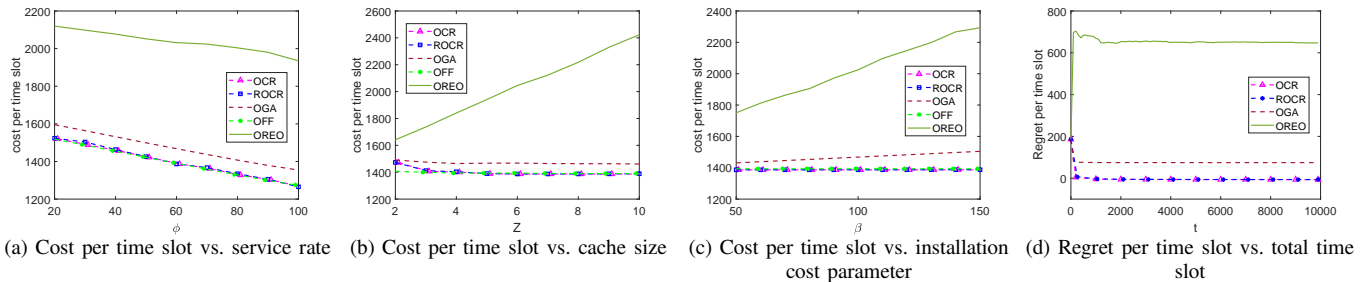 2200
2000
1800
1600
1400
1200
cost per time slot
20
40
60
80
100
ϕ
OCR
ROCR
OGA
OFF
OREO
(a) Cost per time slot vs. service rate
2600
2400
2200
2000
1800
1600
1400
1200
cost per time slot
2
4
6
8
10
Z
OCR
ROCR
OGA
OFF
OREO
(b) Cost per time slot vs. cache size
2400
2200
2000
1800
1600
1400
1200
cost per time slot
50
100
150
β
OCR
ROCR
OGA
OFF
OREO
(c) Cost per time slot vs. installation
cost parameter
800
600
400
200
0
Regret per time slot
0
2000
4000
6000
8000
10000
t
OCR
ROCR
OGA
OREO
(d) Regret per time slot vs. total time
slot